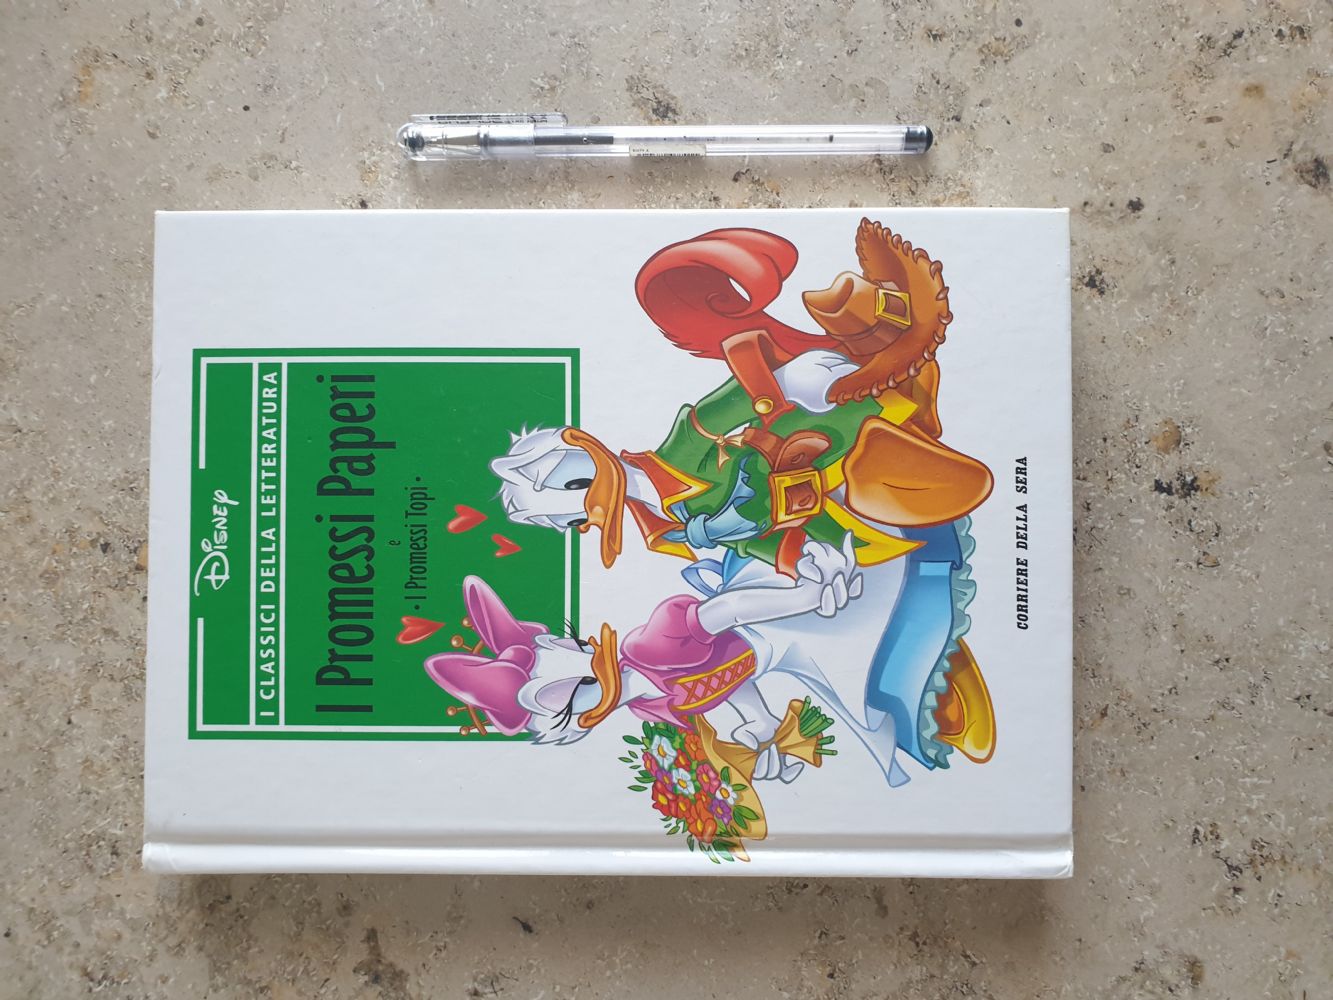 Disney
I CLASSICI DELLA LETTERATURA
I Promessi Paperi
e
• I Promessi Topi •
CORRIERE DELLA SERA